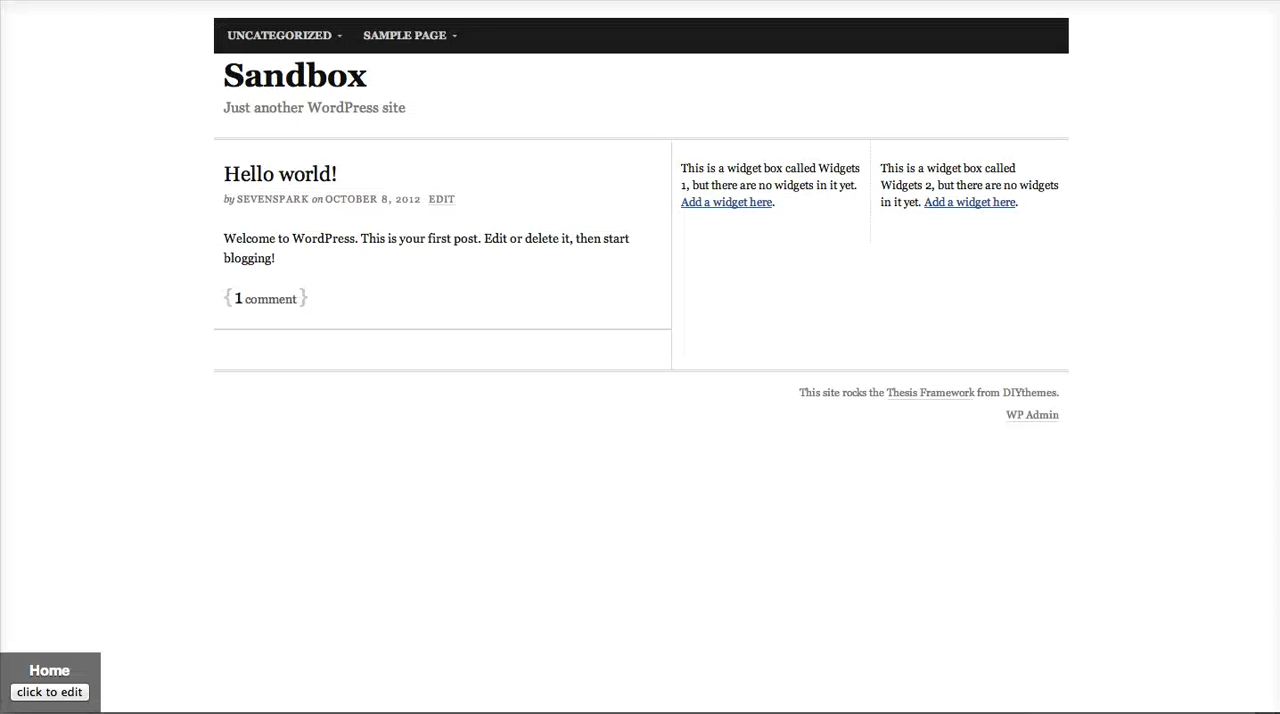 UNCATEGORIZED
SAMPLE PAGE
Sandbox
Just another WordPress site
Hello world!
by SEVENSPARK on OCTOBER 8, 2012 EDIT
Welcome to WordPress. This is your first post. Edit or delete it, then start
blogging!
{ 1 comment }
This is a widget box called Widgets
1, but there are no widgets in it yet.
Add a widget here.
This is a widget box called
Widgets 2, but there are no widgets
in it yet. Add a widget here.
This site rocks the Thesis Framework from DIYthemes.
WP Admin
Home
click to edit